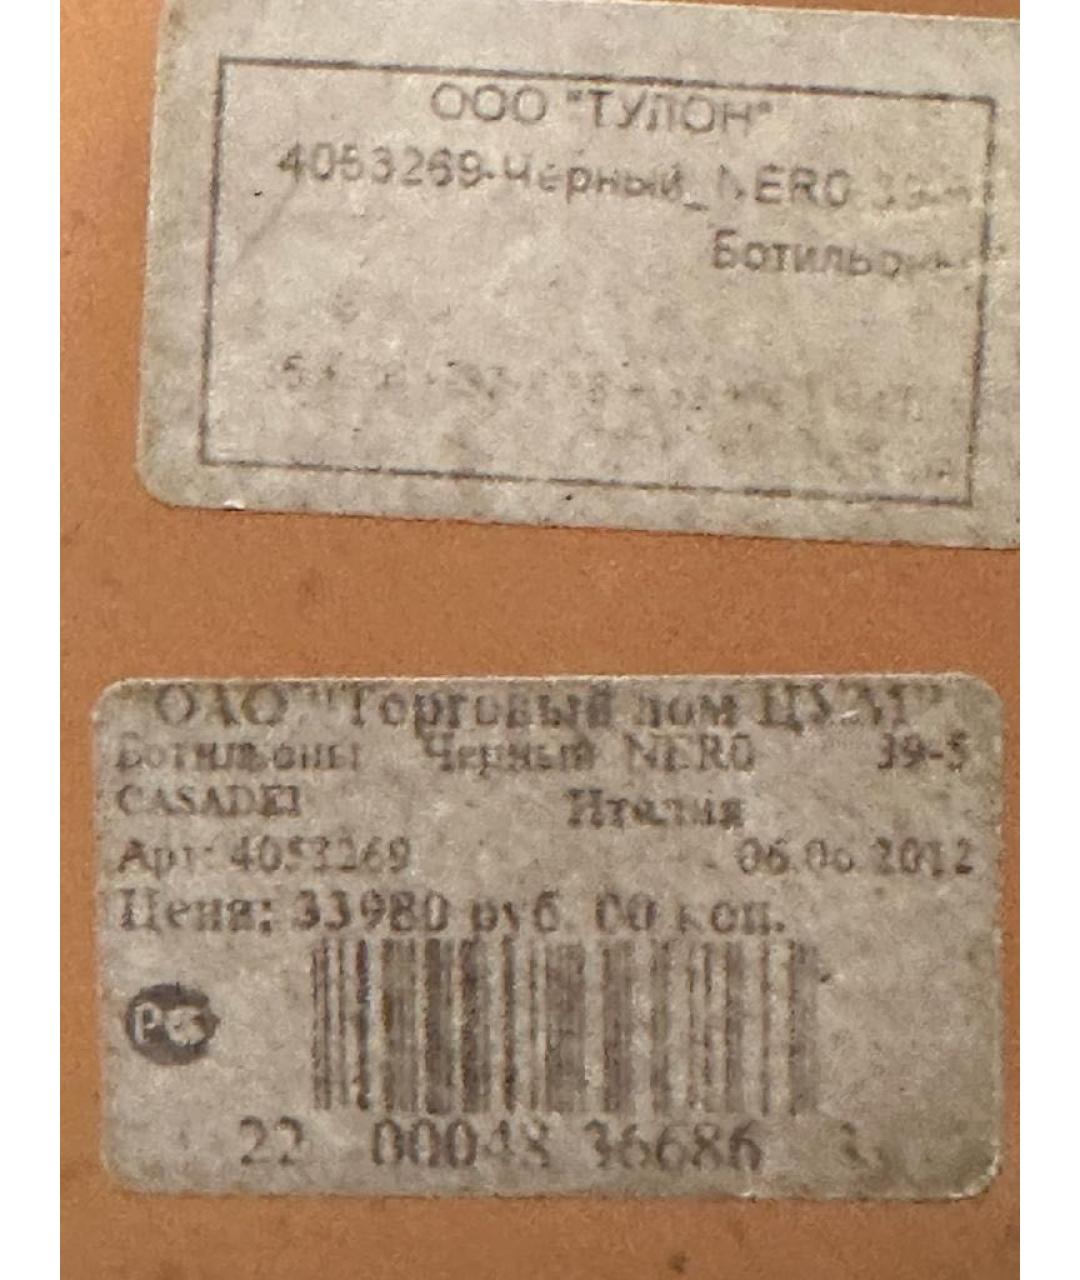 ООО "ТУЛОН"
4053269-Черный_NERO
Ботильоны
ОАО "Торговый дом ЦУМ"
Ботильоны Черный NERO 39-5
CASADEI Италия
Арт: 4053269 06.06.2012
Цена: 33980 руб. 00 коп.
РСТ
22 00048 36686